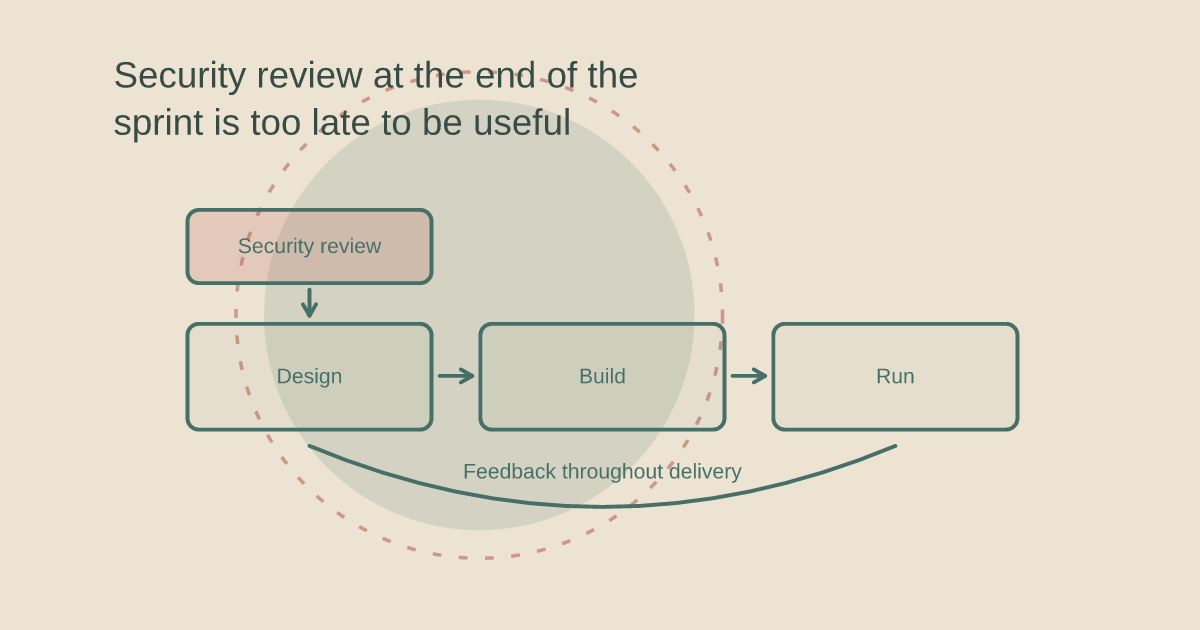 Security review at the end of the
sprint is too late to be useful
Security review
Design
Build
Run
Feedback throughout delivery